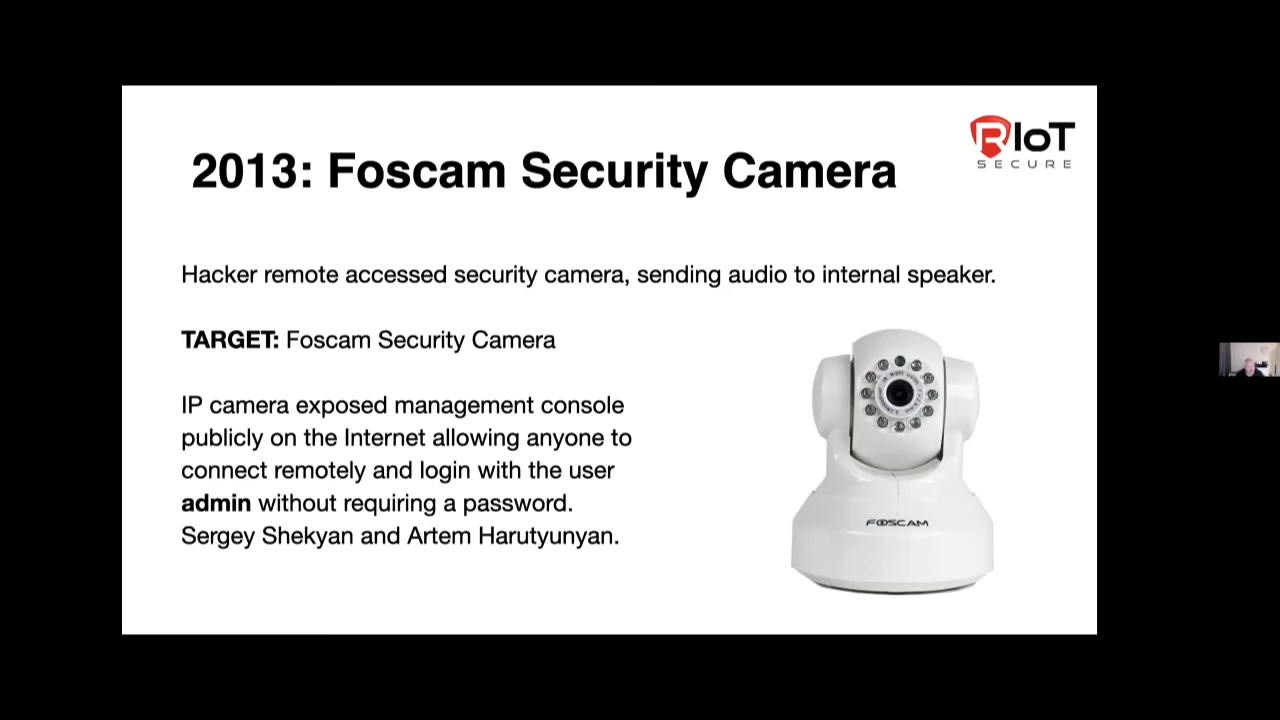 2013: Foscam Security Camera
RIoT
SECURE
Hacker remote accessed security camera, sending audio to internal speaker.
TARGET: Foscam Security Camera
IP camera exposed management console
publicly on the Internet allowing anyone to
connect remotely and login with the user
admin without requiring a password.
Sergey Shekyan and Artem Harutyunyan.
FOSCAM